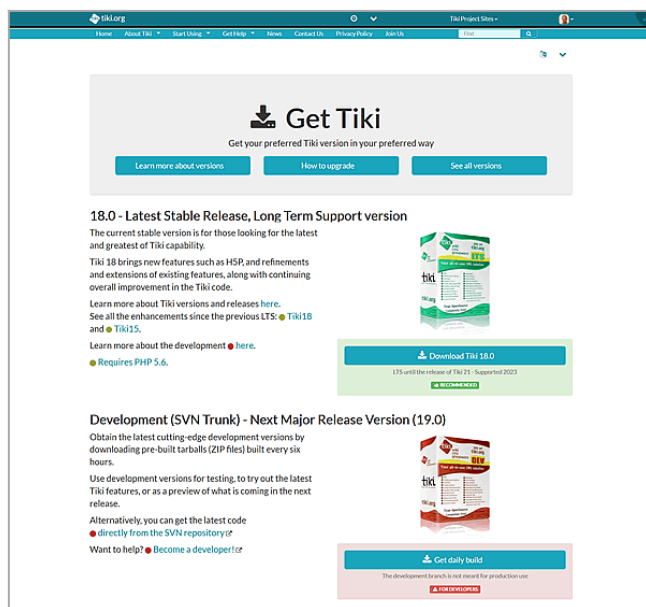 tiki.org
Tiki Project Sites
Home About Tiki Start Using Get Help News Contact Us Privacy Policy Join Us Find
Get Tiki
Get your preferred Tiki version in your preferred way
Learn more about versions How to upgrade See all versions
18.0 - Latest Stable Release, Long Term Support version
The current stable version is for those looking for the latest
and greatest of Tiki capability.
Tiki 18 brings new features such as H5P, and refinements
and extensions of existing features, along with continuing
overall improvement in the Tiki code.
Learn more about Tiki versions and releases here.
See all the enhancements since the previous LTS: Tiki18
and Tiki15.
Learn more about the development here.
Requires PHP 5.6.
LTS
tiki
tiki.org
Download Tiki 18.0
LTS until the release of Tiki 21 - Supported 2023
RECOMMENDED
Development (SVN Trunk) - Next Major Release Version (19.0)
Obtain the latest cutting-edge development versions by
downloading pre-built tarballs (ZIP files) built every six
hours.
Use development versions for testing, to try out the latest
Tiki features, or as a preview of what is coming in the next
release.
Alternatively, you can get the latest code
directly from the SVN repository
Want to help? Become a developer!
DEV
tiki
tiki.org
Get daily build
The development branch is not meant for production use
FOR DEVELOPERS